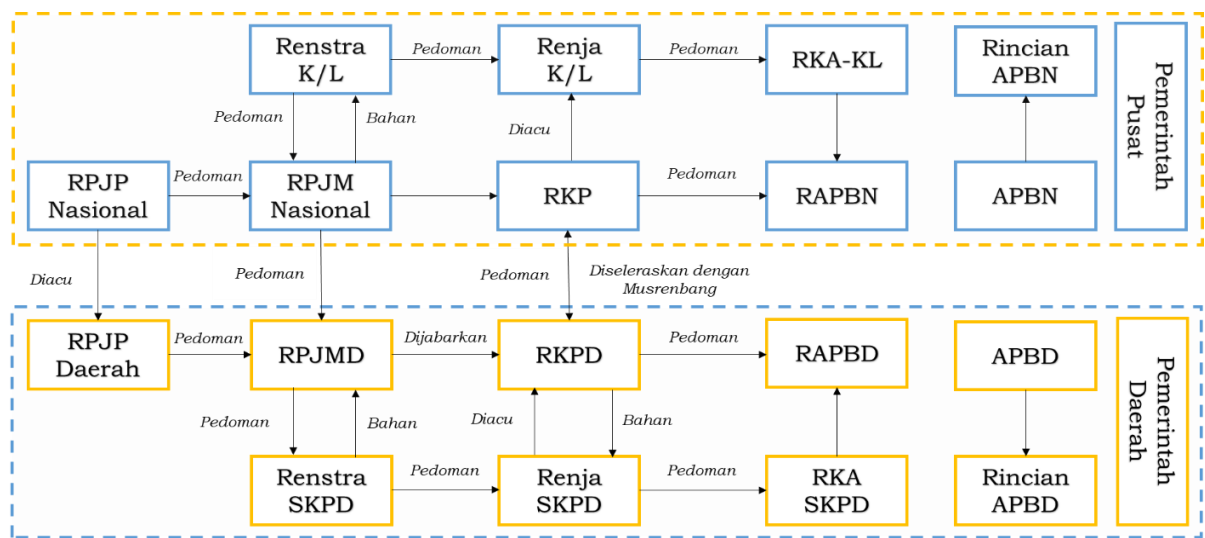 Renstra
K/L
Pedoman
Renja
K/L
Pedoman
RKA-KL
Rincian
APBN
Pemerintah
Pusat
Pedoman
Bahan
Diacu
RPJP
Nasional
Pedoman
RPJM
Nasional
RKP
Pedoman
RAPBN
APBN
Diacu
Pedoman
Pedoman
Diseleraskan dengan
Musrenbang
RPJP
Daerah
Pedoman
RPJMD
Dijabarkan
RKPD
Pedoman
RAPBD
APBD
Pemerintah
Daerah
Pedoman
Bahan
Diacu
Bahan
Renstra
SKPD
Pedoman
Renja
SKPD
Pedoman
RKA
SKPD
Rincian
APBD